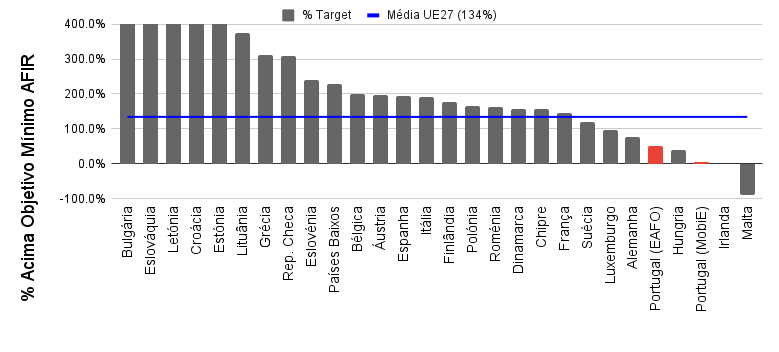 % Target
Média UE27 (134%)
% Acima Objetivo Mínimo AFIR
400.0%
300.0%
200.0%
100.0%
0.0%
-100.0%
Bulgária
Eslováquia
Letónia
Croácia
Estónia
Lituânia
Grécia
Rep. Checa
Eslovénia
Países Baixos
Bélgica
Áustria
Espanha
Itália
Finlândia
Polónia
Roménia
Dinamarca
Chipre
França
Suécia
Luxemburgo
Alemanha
Portugal (EAFO)
Hungria
Portugal (MobiE)
Irlanda
Malta